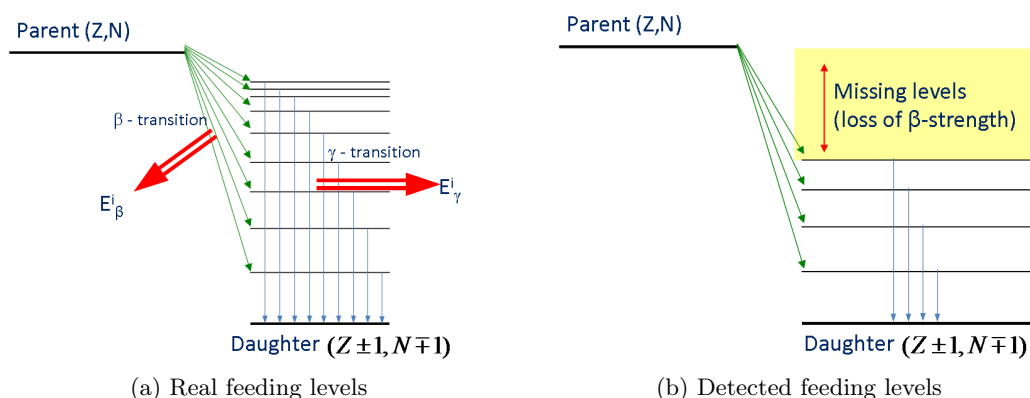 Parent (Z,N)
β - transition
γ - transition
E^i_β
E^i_γ
Daughter (Z±1,N∓1)
(a) Real feeding levels
Parent (Z,N)
Missing levels
(loss of β-strength)
Daughter (Z±1,N∓1)
(b) Detected feeding levels